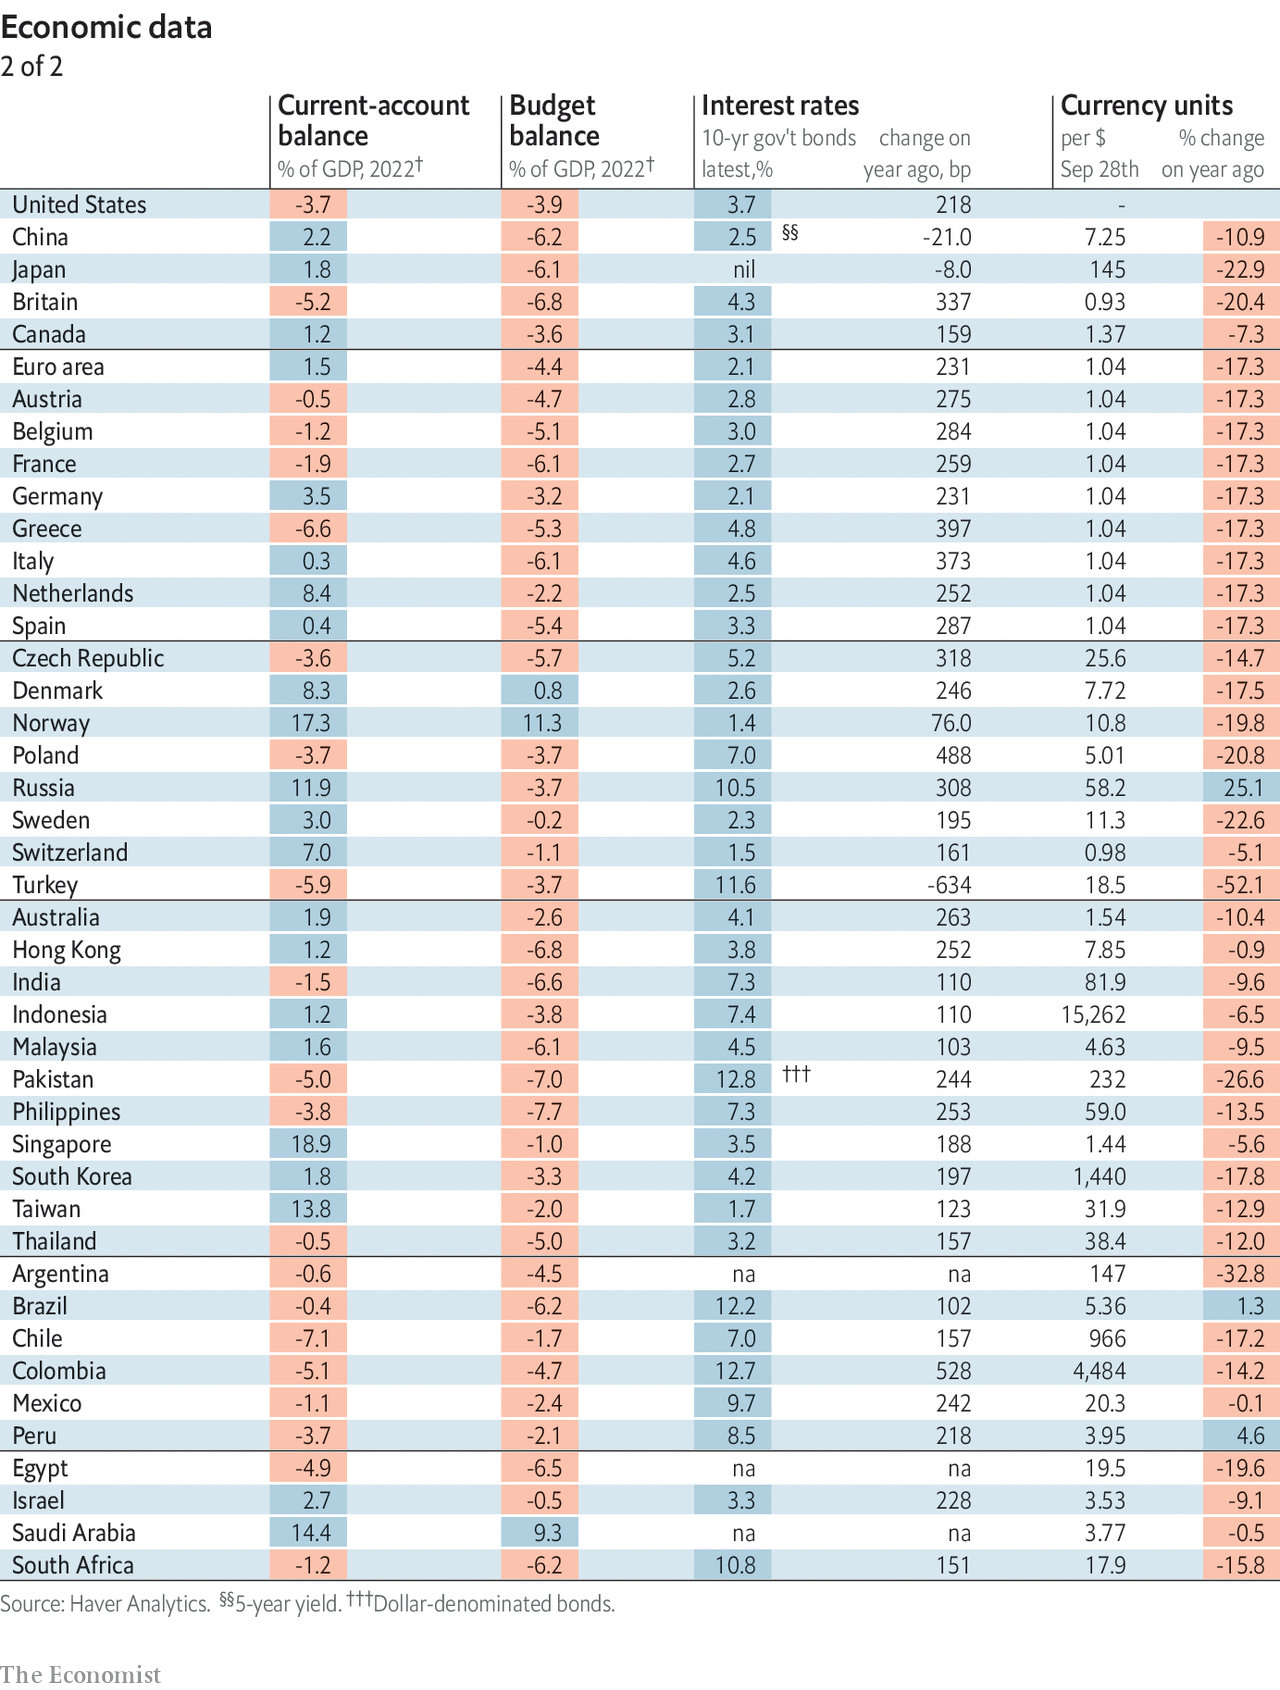 Economic data
2 of 2
Current-account balance Budget balance Interest rates Currency units
% of GDP, 2022† % of GDP, 2022† 10-yr gov't bonds latest,% change on year ago, bp per $ Sep 28th % change on year ago
United States -3.7 -3.9 3.7 218 -
China 2.2 -6.2 2.5 §§ -21.0 7.25 -10.9
Japan 1.8 -6.1 nil -8.0 145 -22.9
Britain -5.2 -6.8 4.3 337 0.93 -20.4
Canada 1.2 -3.6 3.1 159 1.37 -7.3
Euro area 1.5 -4.4 2.1 231 1.04 -17.3
Austria -0.5 -4.7 2.8 275 1.04 -17.3
Belgium -1.2 -5.1 3.0 284 1.04 -17.3
France -1.9 -6.1 2.7 259 1.04 -17.3
Germany 3.5 -3.2 2.1 231 1.04 -17.3
Greece -6.6 -5.3 4.8 397 1.04 -17.3
Italy 0.3 -6.1 4.6 373 1.04 -17.3
Netherlands 8.4 -2.2 2.5 252 1.04 -17.3
Spain 0.4 -5.4 3.3 287 1.04 -17.3
Czech Republic -3.6 -5.7 5.2 318 25.6 -14.7
Denmark 8.3 0.8 2.6 246 7.72 -17.5
Norway 17.3 11.3 1.4 76.0 10.8 -19.8
Poland -3.7 -3.7 7.0 488 5.01 -20.8
Russia 11.9 -3.7 10.5 308 58.2 25.1
Sweden 3.0 -0.2 2.3 195 11.3 -22.6
Switzerland 7.0 -1.1 1.5 161 0.98 -5.1
Turkey -5.9 -3.7 11.6 -634 18.5 -52.1
Australia 1.9 -2.6 4.1 263 1.54 -10.4
Hong Kong 1.2 -6.8 3.8 252 7.85 -0.9
India -1.5 -6.6 7.3 110 81.9 -9.6
Indonesia 1.2 -3.8 7.4 110 15,262 -6.5
Malaysia 1.6 -6.1 4.5 103 4.63 -9.5
Pakistan -5.0 -7.0 12.8 ††† 244 232 -26.6
Philippines -3.8 -7.7 7.3 253 59.0 -13.5
Singapore 18.9 -1.0 3.5 188 1.44 -5.6
South Korea 1.8 -3.3 4.2 197 1,440 -17.8
Taiwan 13.8 -2.0 1.7 123 31.9 -12.9
Thailand -0.5 -5.0 3.2 157 38.4 -12.0
Argentina -0.6 -4.5 na na 147 -32.8
Brazil -0.4 -6.2 12.2 102 5.36 1.3
Chile -7.1 -1.7 7.0 157 966 -17.2
Colombia -5.1 -4.7 12.7 528 4,484 -14.2
Mexico -1.1 -2.4 9.7 242 20.3 -0.1
Peru -3.7 -2.1 8.5 218 3.95 4.6
Egypt -4.9 -6.5 na na 19.5 -19.6
Israel 2.7 -0.5 3.3 228 3.53 -9.1
Saudi Arabia 14.4 9.3 na na 3.77 -0.5
South Africa -1.2 -6.2 10.8 151 17.9 -15.8
Source: Haver Analytics. §§5-year yield. †††Dollar-denominated bonds.
The Economist